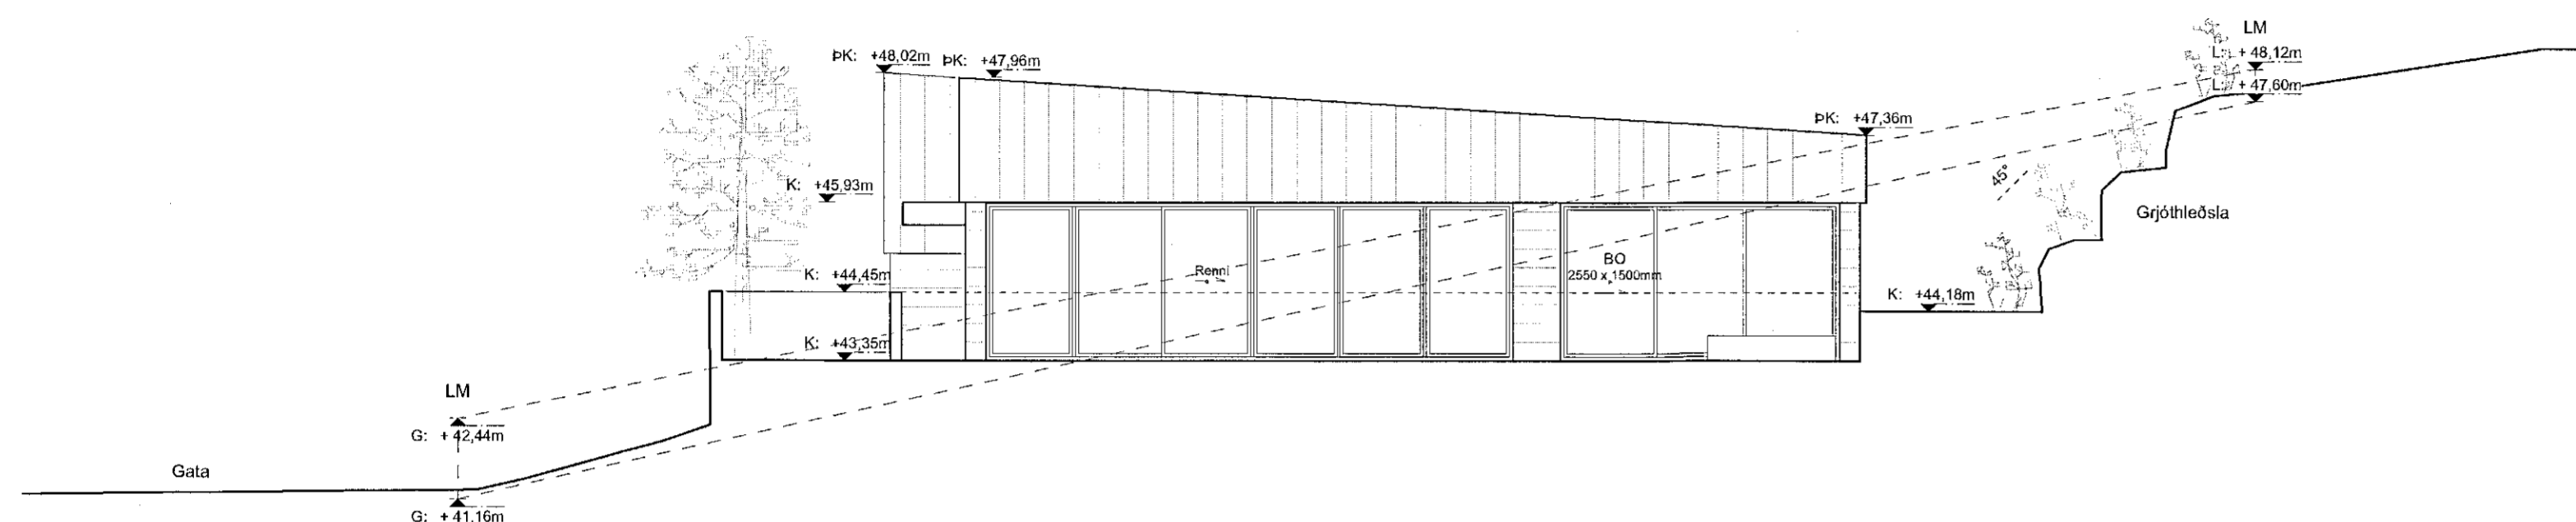 LM
ÞK: +48,02m
ÞK: +47,96m
L: + 48,12m
L: + 47,60m
ÞK: +47,36m
K: +45,93m
45°
Grjóthleðsla
K: +44,45m
Renni
BO
2550 x 1500mm
K: +44,18m
K: +43,35m
LM
G: + 42,44m
Gata
G: + 41,16m